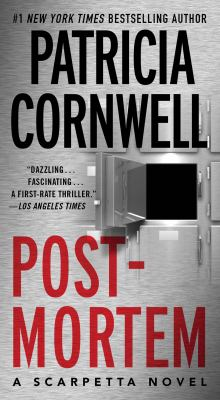 #1 NEW YORK TIMES BESTSELLING AUTHOR
PATRICIA
CORNWELL
"DAZZLING...
FASCINATING...
A FIRST-RATE THRILLER."
—LOS ANGELES TIMES
POST-
MORTEM
A SCARPETTA NOVEL